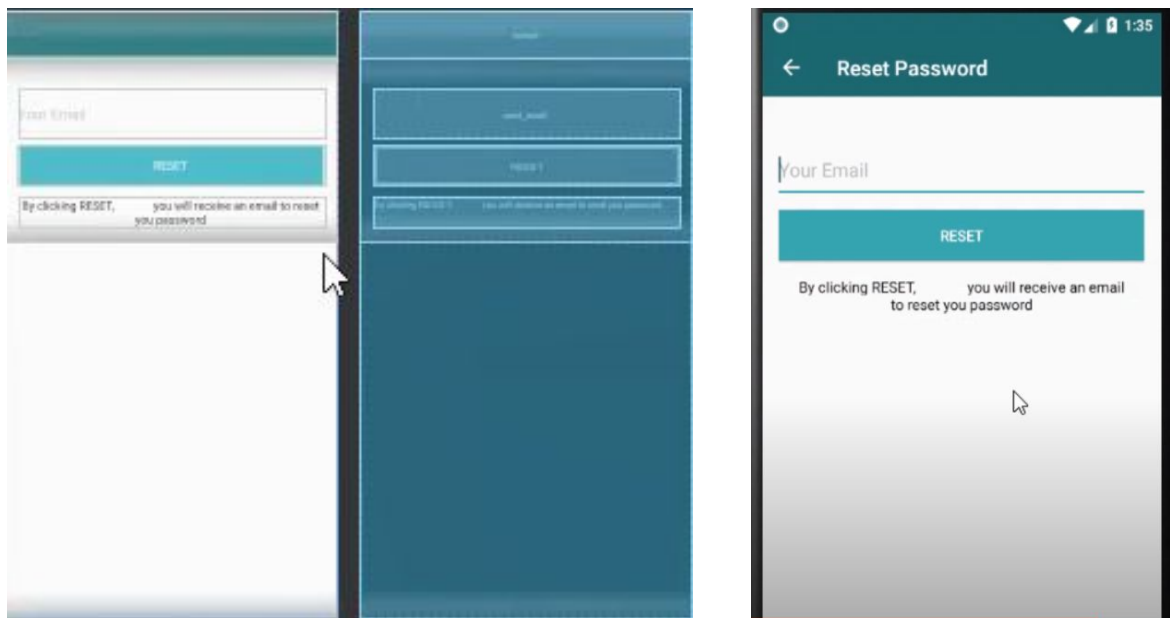 Your Email
RESET
By clicking RESET, you will receive an email to reset
you password
RESET
1:35
Reset Password
Your Email
RESET
By clicking RESET, you will receive an email
to reset you password